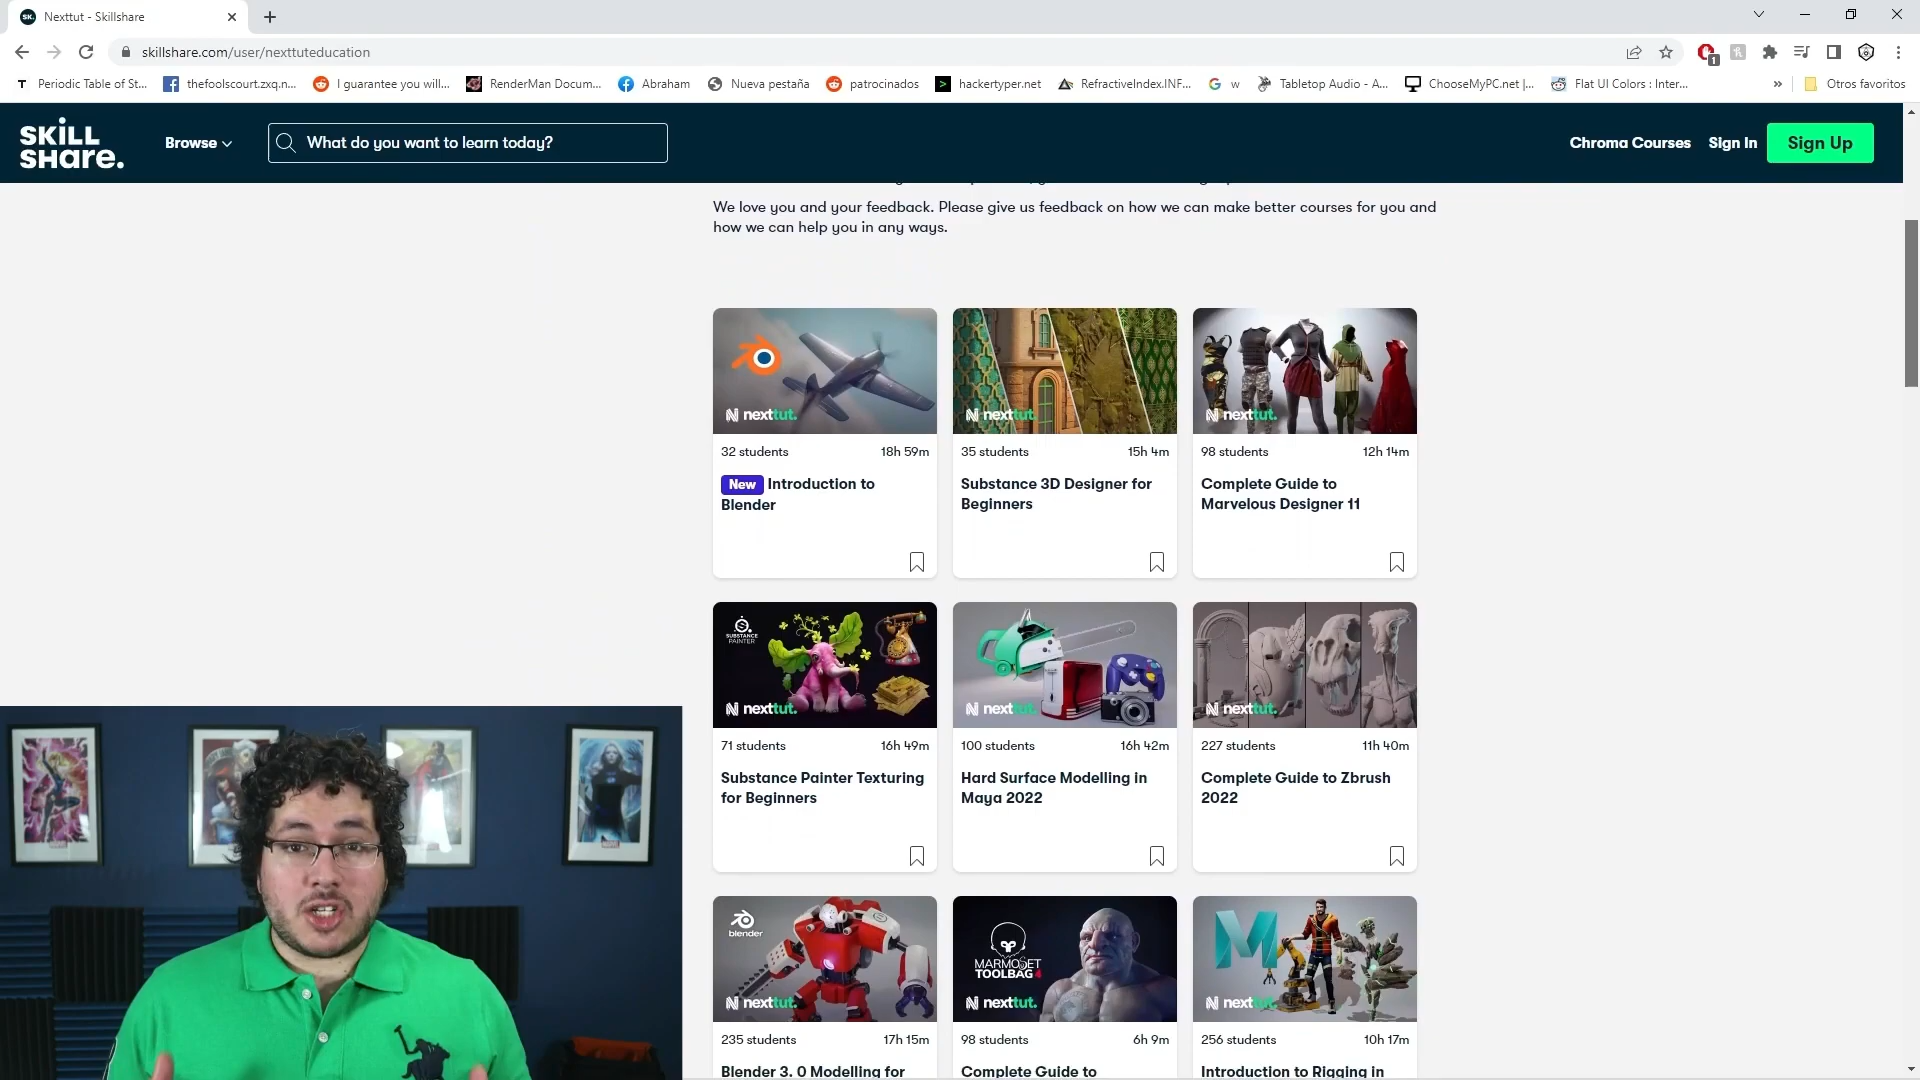 Nexttut - Skillshare
skillshare.com/user/nexttuteducation
1
Periodic Table of St...
thefoolscourt.zxq.n...
I guarantee you will...
RenderMan Docum...
Abraham
Nueva pestaña
patrocinados
hackertyper.net
RefractiveIndex.INF...
w
Tabletop Audio - A...
ChooseMyPC.net |...
Flat UI Colors : Inter...
»
Otros favoritos
SKILL
SHare.
Browse
What do you want to learn today?
Chroma Courses
Sign In
Sign Up
We love you and your feedback. Please give us feedback on how we can make better courses for you and
how we can help you in any ways.
nexttut.
nexttut.
nexttut.
32 students
18h 59m
35 students
15h 4m
98 students
12h 14m
New Introduction to
Blender
Substance 3D Designer for
Beginners
Complete Guide to
Marvelous Designer 11
SUBSTANCE
PAINTER
nexttut.
nexttut.
nexttut.
71 students
16h 49m
100 students
16h 42m
227 students
11h 40m
Substance Painter Texturing
for Beginners
Hard Surface Modelling in
Maya 2022
Complete Guide to Zbrush
2022
blender
nexttut.
MARMOSET
TOOLBAG 4
nexttut.
M
nexttut.
235 students
17h 15m
98 students
6h 9m
256 students
10h 17m
Blender 3. 0 Modelling for
Complete Guide to
Introduction to Rigging in